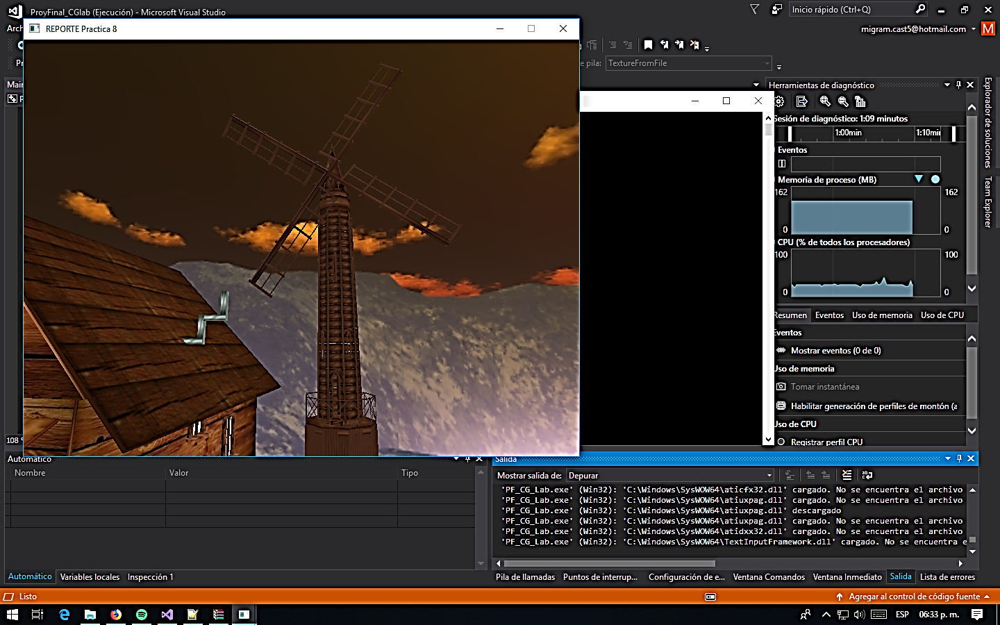 ProyFinal_CGlab (Ejecución) - Microsoft Visual Studio
Inicio rápido (Ctrl+Q)
Arch
REPORTE Practica 8
migram.cast5@hotmail.com
M
Pr
e pila:
TextureFromFile
Main
Herramientas de diagnóstico
Explorador de soluciones
Team Explorer
Sesión de diagnóstico: 1:09 minutos
1:00min
1:10min
Eventos
Memoria de proceso (MB)
162
162
0
0
CPU (% de todos los procesadores)
100
100
0
0
Resumen
Eventos
Uso de memoria
Uso de CPU
Eventos
Mostrar eventos (0 de 0)
Uso de memoria
Tomar instantánea
Habilitar generación de perfiles de montón (a
Uso de CPU
Registrar perfil CPU
108 %
Automático
Nombre
Valor
Tipo
Salida
Mostrar salida de:
Depurar
'PF_CG_Lab.exe' (Win32): 'C:\Windows\SysWOW64\aticfx32.dll' cargado. No se encuentra el archivo
'PF_CG_Lab.exe' (Win32): 'C:\Windows\SysWOW64\atiuxpag.dll' cargado. No se encuentra el archivo
'PF_CG_Lab.exe' (Win32): 'C:\Windows\SysWOW64\atiuxpag.dll' descargado
'PF_CG_Lab.exe' (Win32): 'C:\Windows\SysWOW64\atiuxpag.dll' cargado. No se encuentra el archivo
'PF_CG_Lab.exe' (Win32): 'C:\Windows\SysWOW64\atidxx32.dll' cargado. No se encuentra el archivo
'PF_CG_Lab.exe' (Win32): 'C:\Windows\SysWOW64\TextInputFramework.dll' cargado. No se encuentra e
Automático
Variables locales
Inspección 1
Pila de llamadas
Puntos de interrup...
Configuración de e...
Ventana Comandos
Ventana Inmediato
Salida
Lista de errores
Listo
Agregar al control de código fuente
ESP
06:33 p. m.